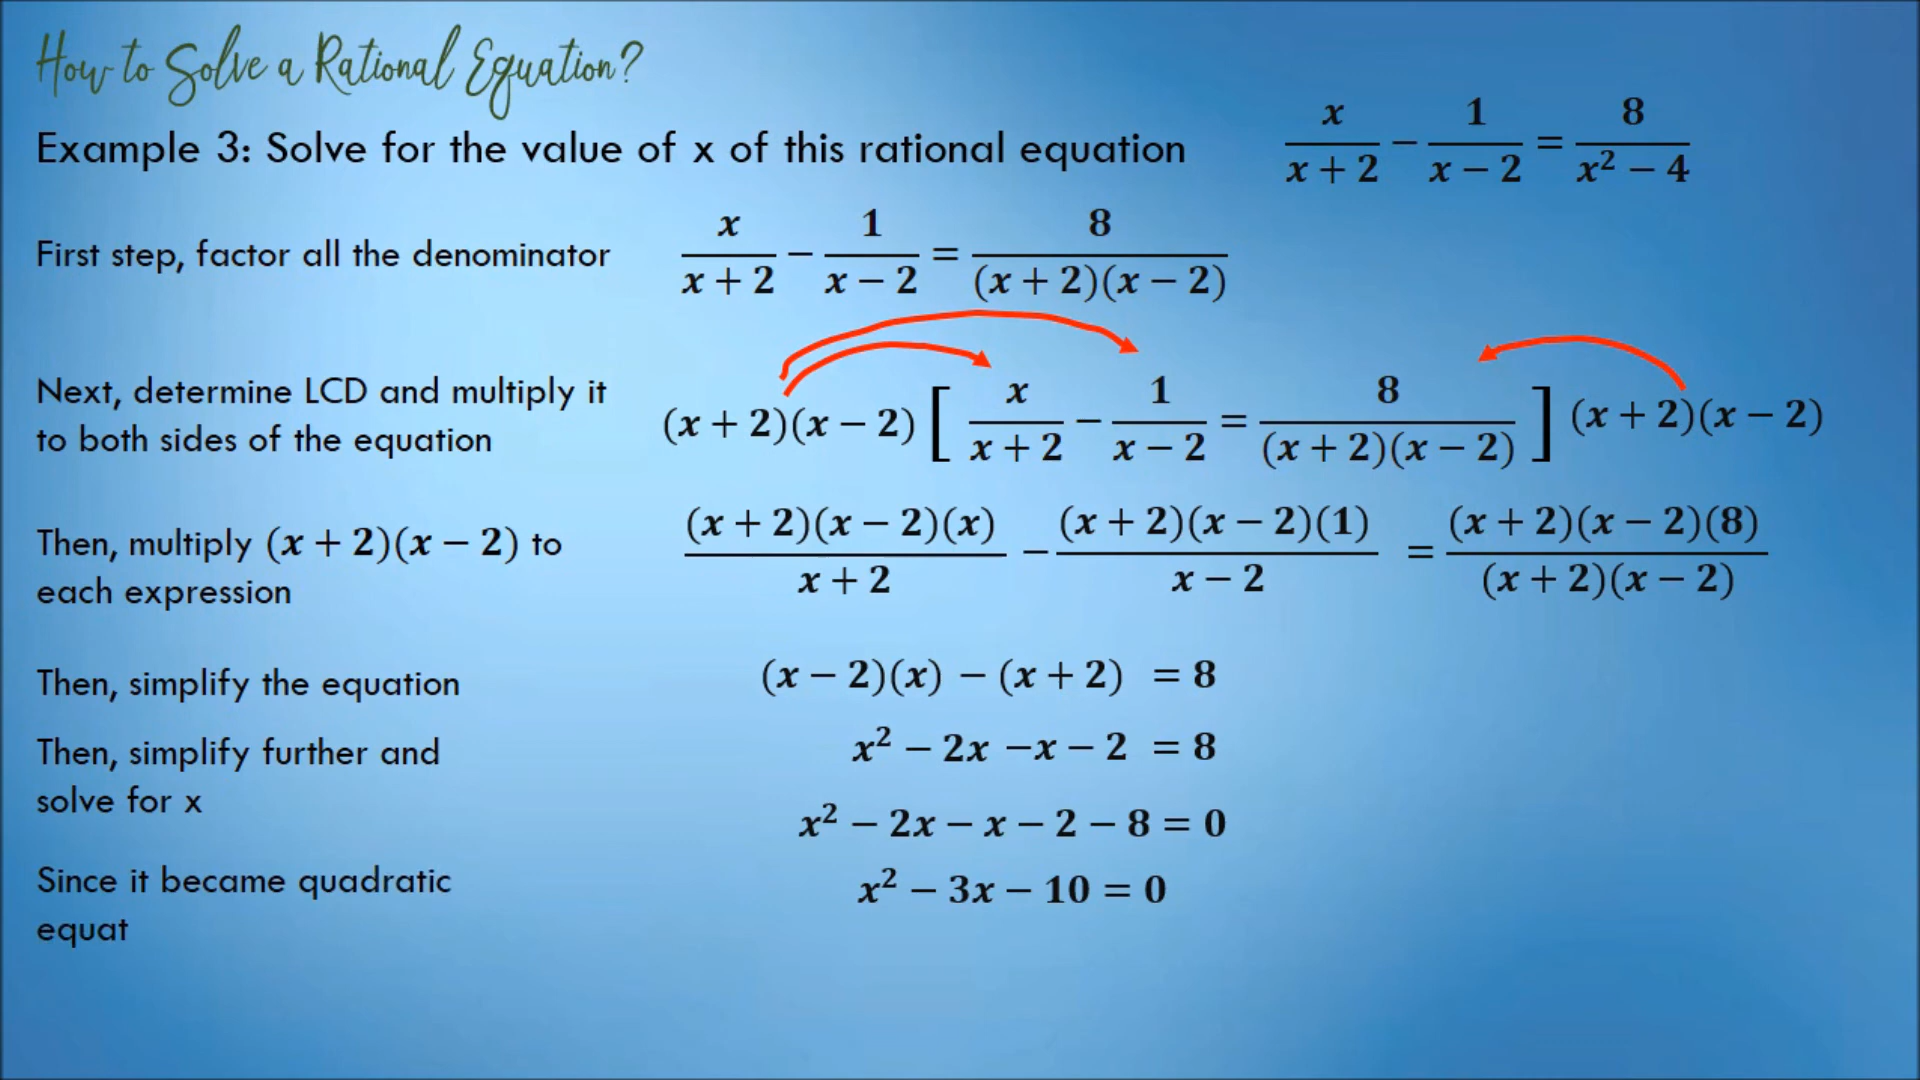 How to Solve a Rational Equation?
Example 3: Solve for the value of x of this rational equation x/(x + 2) − 1/(x − 2) = 8/(x² − 4)
First step, factor all the denominator x/(x + 2) − 1/(x − 2) = 8/((x + 2)(x − 2))
Next, determine LCD and multiply it
to both sides of the equation
(x + 2)(x − 2) [ x/(x + 2) − 1/(x − 2) = 8/((x + 2)(x − 2)) ] (x + 2)(x − 2)
Then, multiply (x + 2)(x − 2) to
each expression
(x + 2)(x − 2)(x)/(x + 2) − (x + 2)(x − 2)(1)/(x − 2) = (x + 2)(x − 2)(8)/((x + 2)(x − 2))
Then, simplify the equation (x − 2)(x) − (x + 2) = 8
Then, simplify further and
solve for x
x² − 2x −x − 2 = 8
x² − 2x − x − 2 − 8 = 0
Since it became quadratic
equat
x² − 3x − 10 = 0